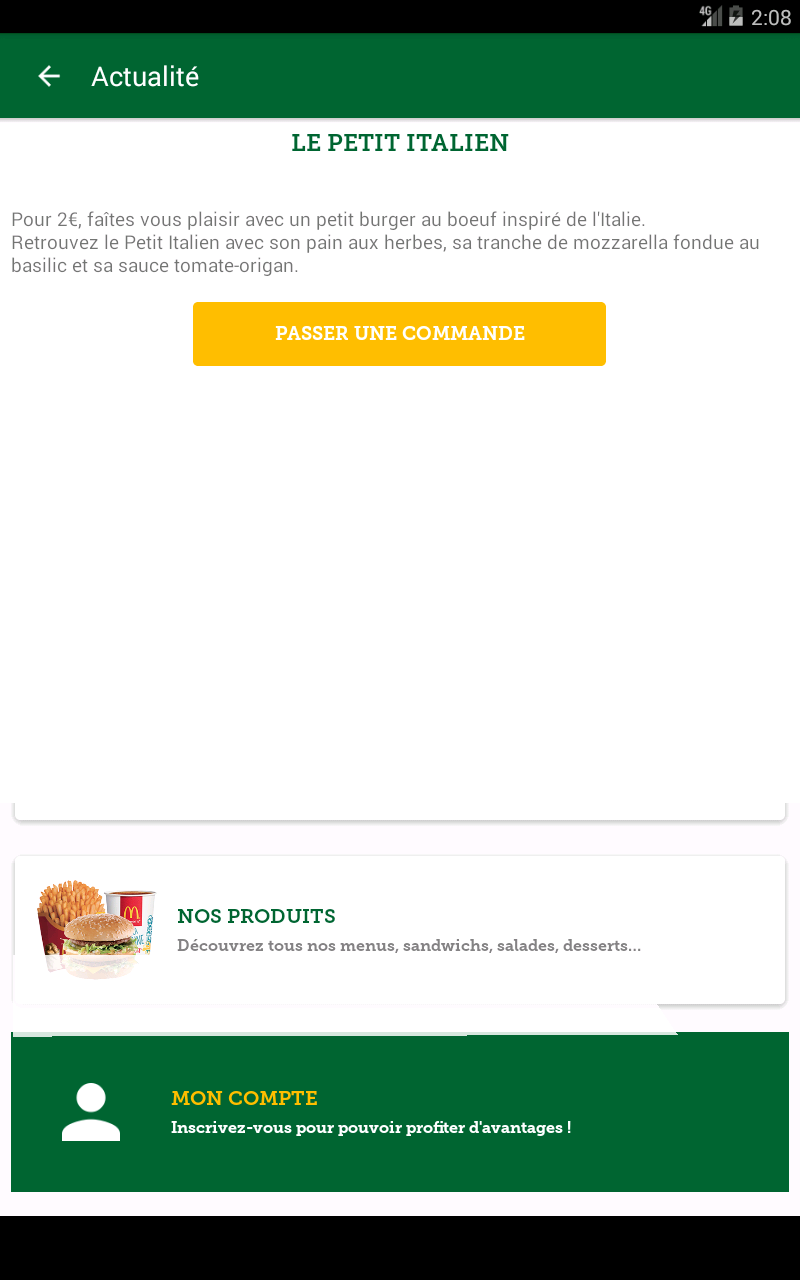 4G 2:08
Actualité
LE PETIT ITALIEN
Pour 2€, faîtes vous plaisir avec un petit burger au boeuf inspiré de l'Italie.
Retrouvez le Petit Italien avec son pain aux herbes, sa tranche de mozzarella fondue au
basilic et sa sauce tomate-origan.
PASSER UNE COMMANDE
NOS PRODUITS
Découvrez tous nos menus, sandwichs, salades, desserts...
MON COMPTE
Inscrivez-vous pour pouvoir profiter d'avantages !